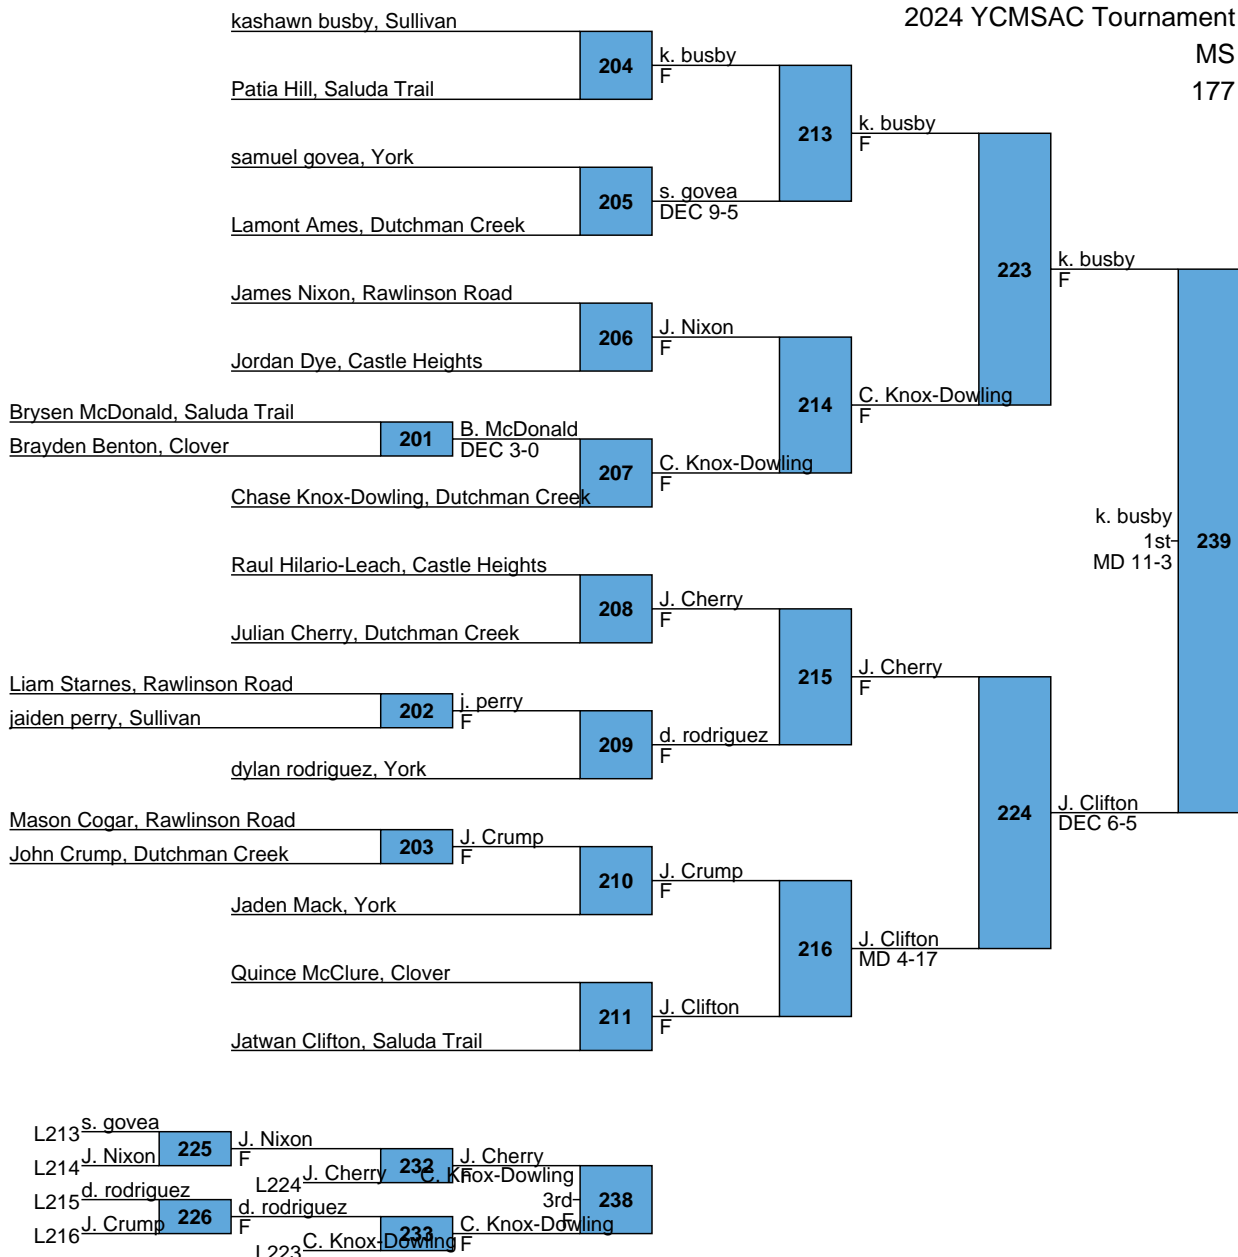 2024 YCMSAC Tournament
MS
177
kashawn busby, Sullivan
204
k. busby
F
Patia Hill, Saluda Trail
213
k. busby
F
samuel govea, York
205
s. govea
DEC 9-5
Lamont Ames, Dutchman Creek
223
k. busby
F
James Nixon, Rawlinson Road
206
J. Nixon
F
Jordan Dye, Castle Heights
214
C. Knox-Dowling
F
Brysen McDonald, Saluda Trail
201
B. McDonald
DEC 3-0
Brayden Benton, Clover
207
C. Knox-Dowling
F
Chase Knox-Dowling, Dutchman Creek
k. busby
1st
MD 11-3
239
Raul Hilario-Leach, Castle Heights
208
J. Cherry
F
Julian Cherry, Dutchman Creek
215
J. Cherry
F
Liam Starnes, Rawlinson Road
202
j. perry
F
jaiden perry, Sullivan
209
d. rodriguez
F
dylan rodriguez, York
224
J. Clifton
DEC 6-5
Mason Cogar, Rawlinson Road
203
J. Crump
F
John Crump, Dutchman Creek
210
J. Crump
F
Jaden Mack, York
216
J. Clifton
MD 4-17
Quince McClure, Clover
211
J. Clifton
F
Jatwan Clifton, Saluda Trail
L213 s. govea
225
J. Nixon
F
L214 J. Nixon
232
J. Cherry
F
L224 J. Cherry
C. Knox-Dowling
3rd
F
238
L215 d. rodriguez
226
d. rodriguez
F
L216 J. Crump
233
C. Knox-Dowling
F
L223 C. Knox-Dowling